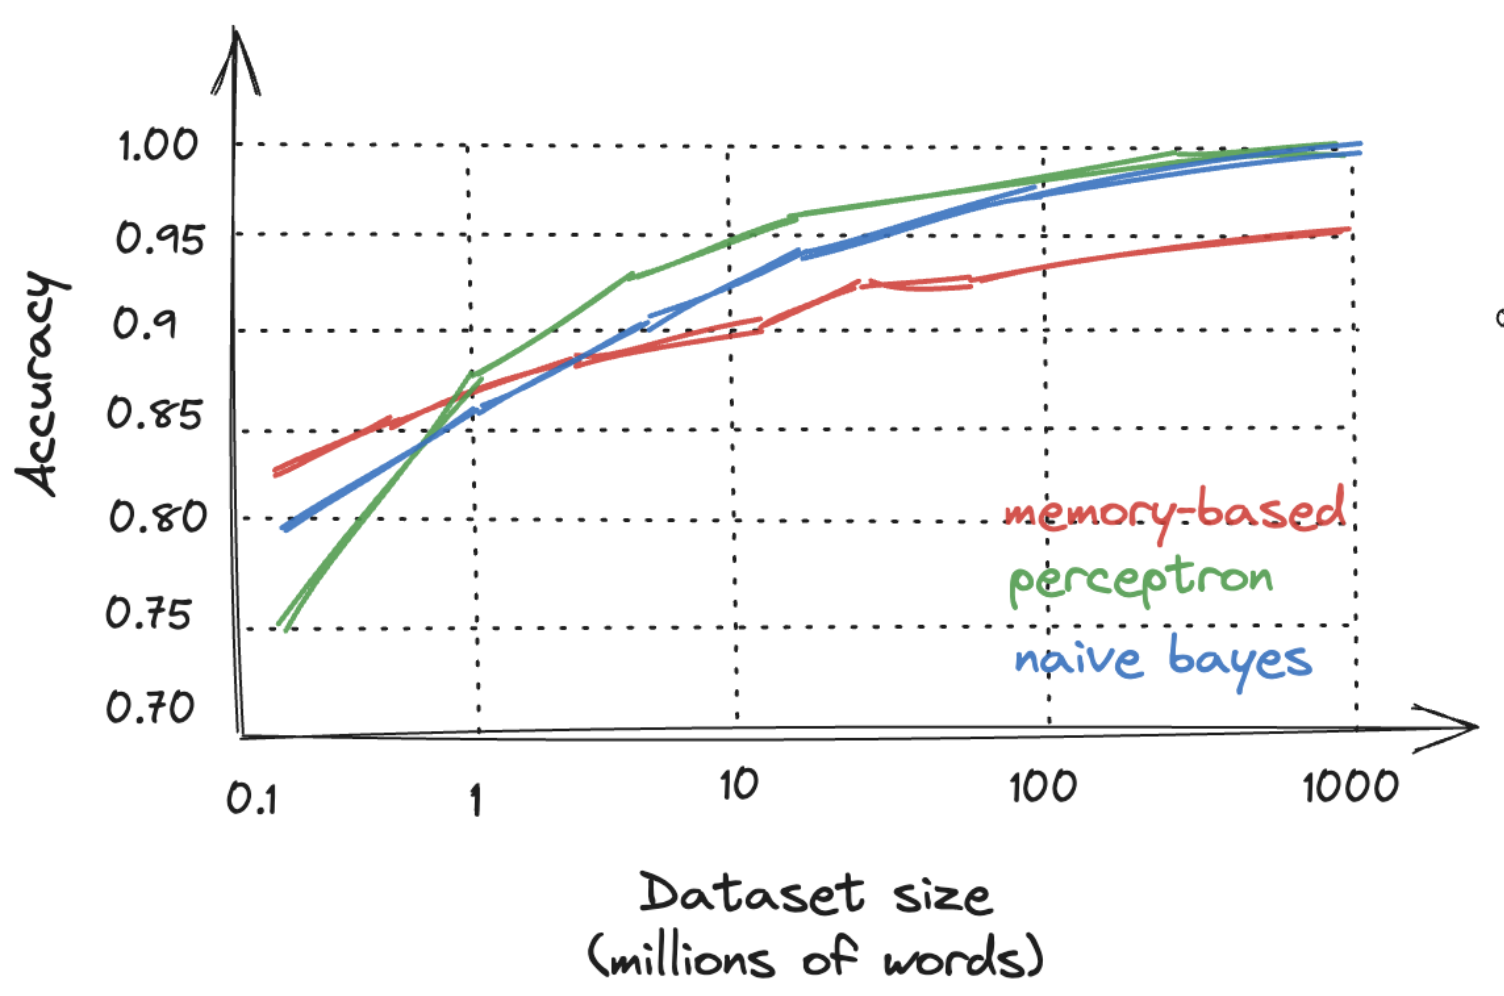 1.00
0.95
0.9
0.85
0.80
0.75
0.70
Accuracy
memory-based
perceptron
naive bayes
0.1 1 10 100 1000
Dataset size
(millions of words)